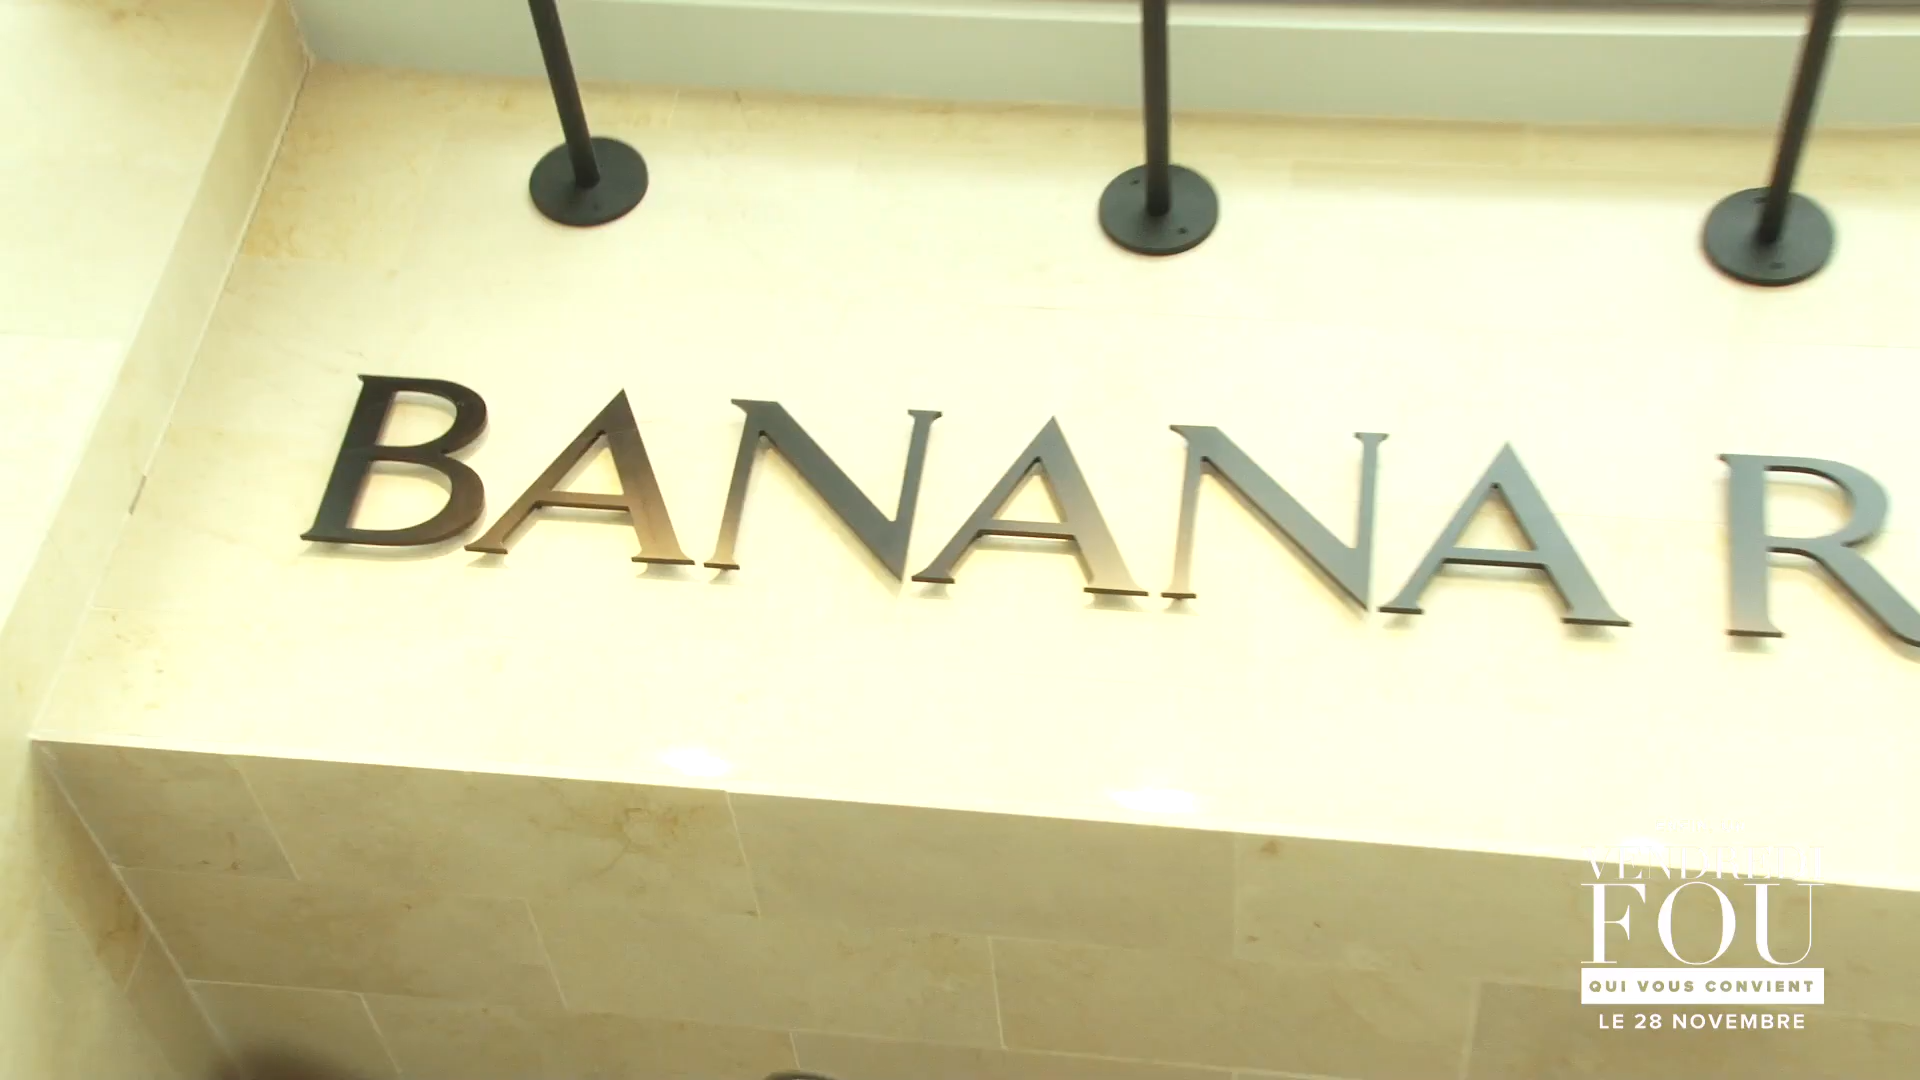 BANANA R
VENDREDI
FOU
QUI VOUS CONVIENT
LE 28 NOVEMBRE